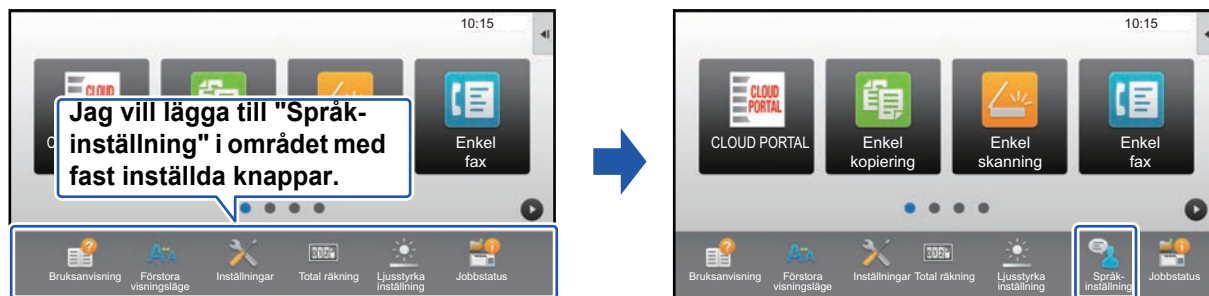 10:15
CLOUD
Jag vill lägga till "Språk-
inställning" i området med
fast inställda knappar.
Enkel
fax
Bruksanvisning
Förstora
visningsläge
Inställningar
Total räkning
Ljusstyrka
inställning
Jobbstatus
10:15
CLOUD
PORTAL
CLOUD PORTAL
Enkel
kopiering
Enkel
skanning
Enkel
fax
Bruksanvisning
Förstora
visningsläge
Inställningar
Total räkning
Ljusstyrka
inställning
Språk-
inställning
Jobbstatus